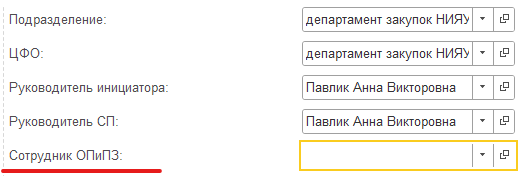 Подразделение: департамент закупок НИЯУ
ЦФО: департамент закупок НИЯУ
Руководитель инициатора: Павлик Анна Викторовна
Руководитель СП: Павлик Анна Викторовна
Сотрудник ОПиПЗ: